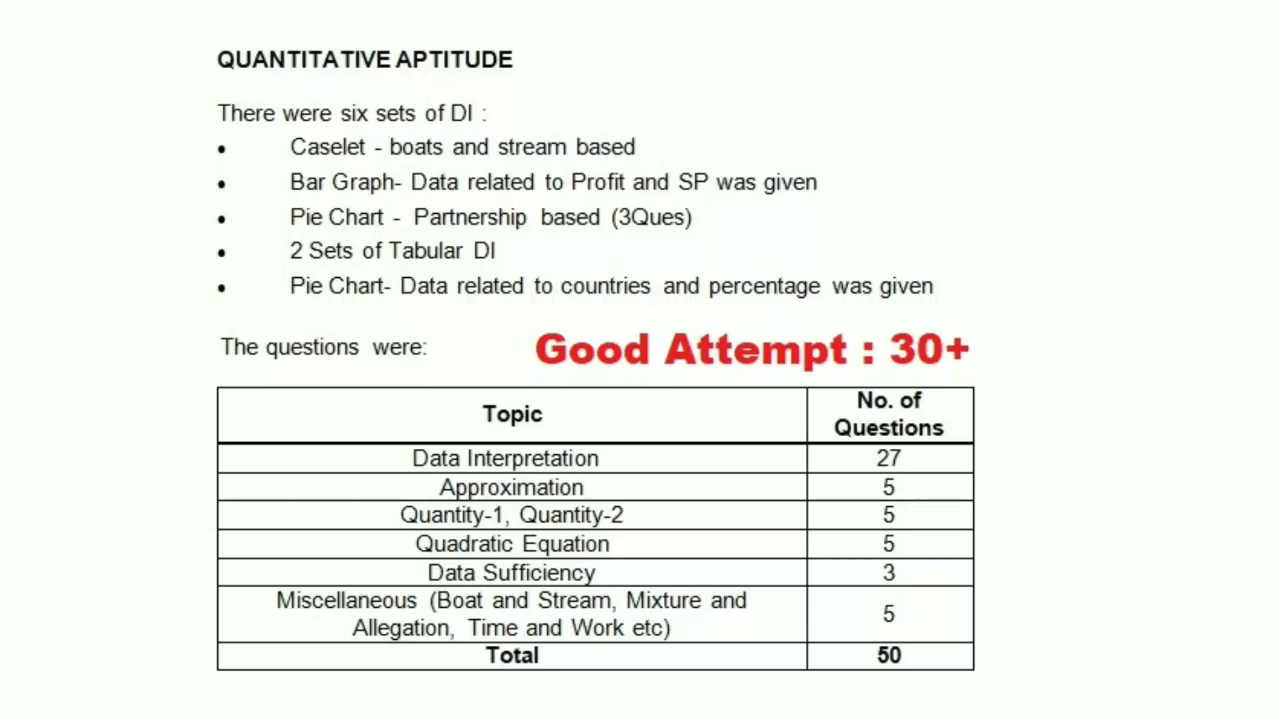 QUANTITATIVE APTITUDE
There were six sets of DI :
• Caselet - boats and stream based
• Bar Graph- Data related to Profit and SP was given
• Pie Chart - Partnership based (3Ques)
• 2 Sets of Tabular DI
• Pie Chart- Data related to countries and percentage was given
The questions were:
Good Attempt : 30+
Topic
No. of
Questions
Data Interpretation 27
Approximation 5
Quantity-1, Quantity-2 5
Quadratic Equation 5
Data Sufficiency 3
Miscellaneous (Boat and Stream, Mixture and
Allegation, Time and Work etc)
5
Total 50